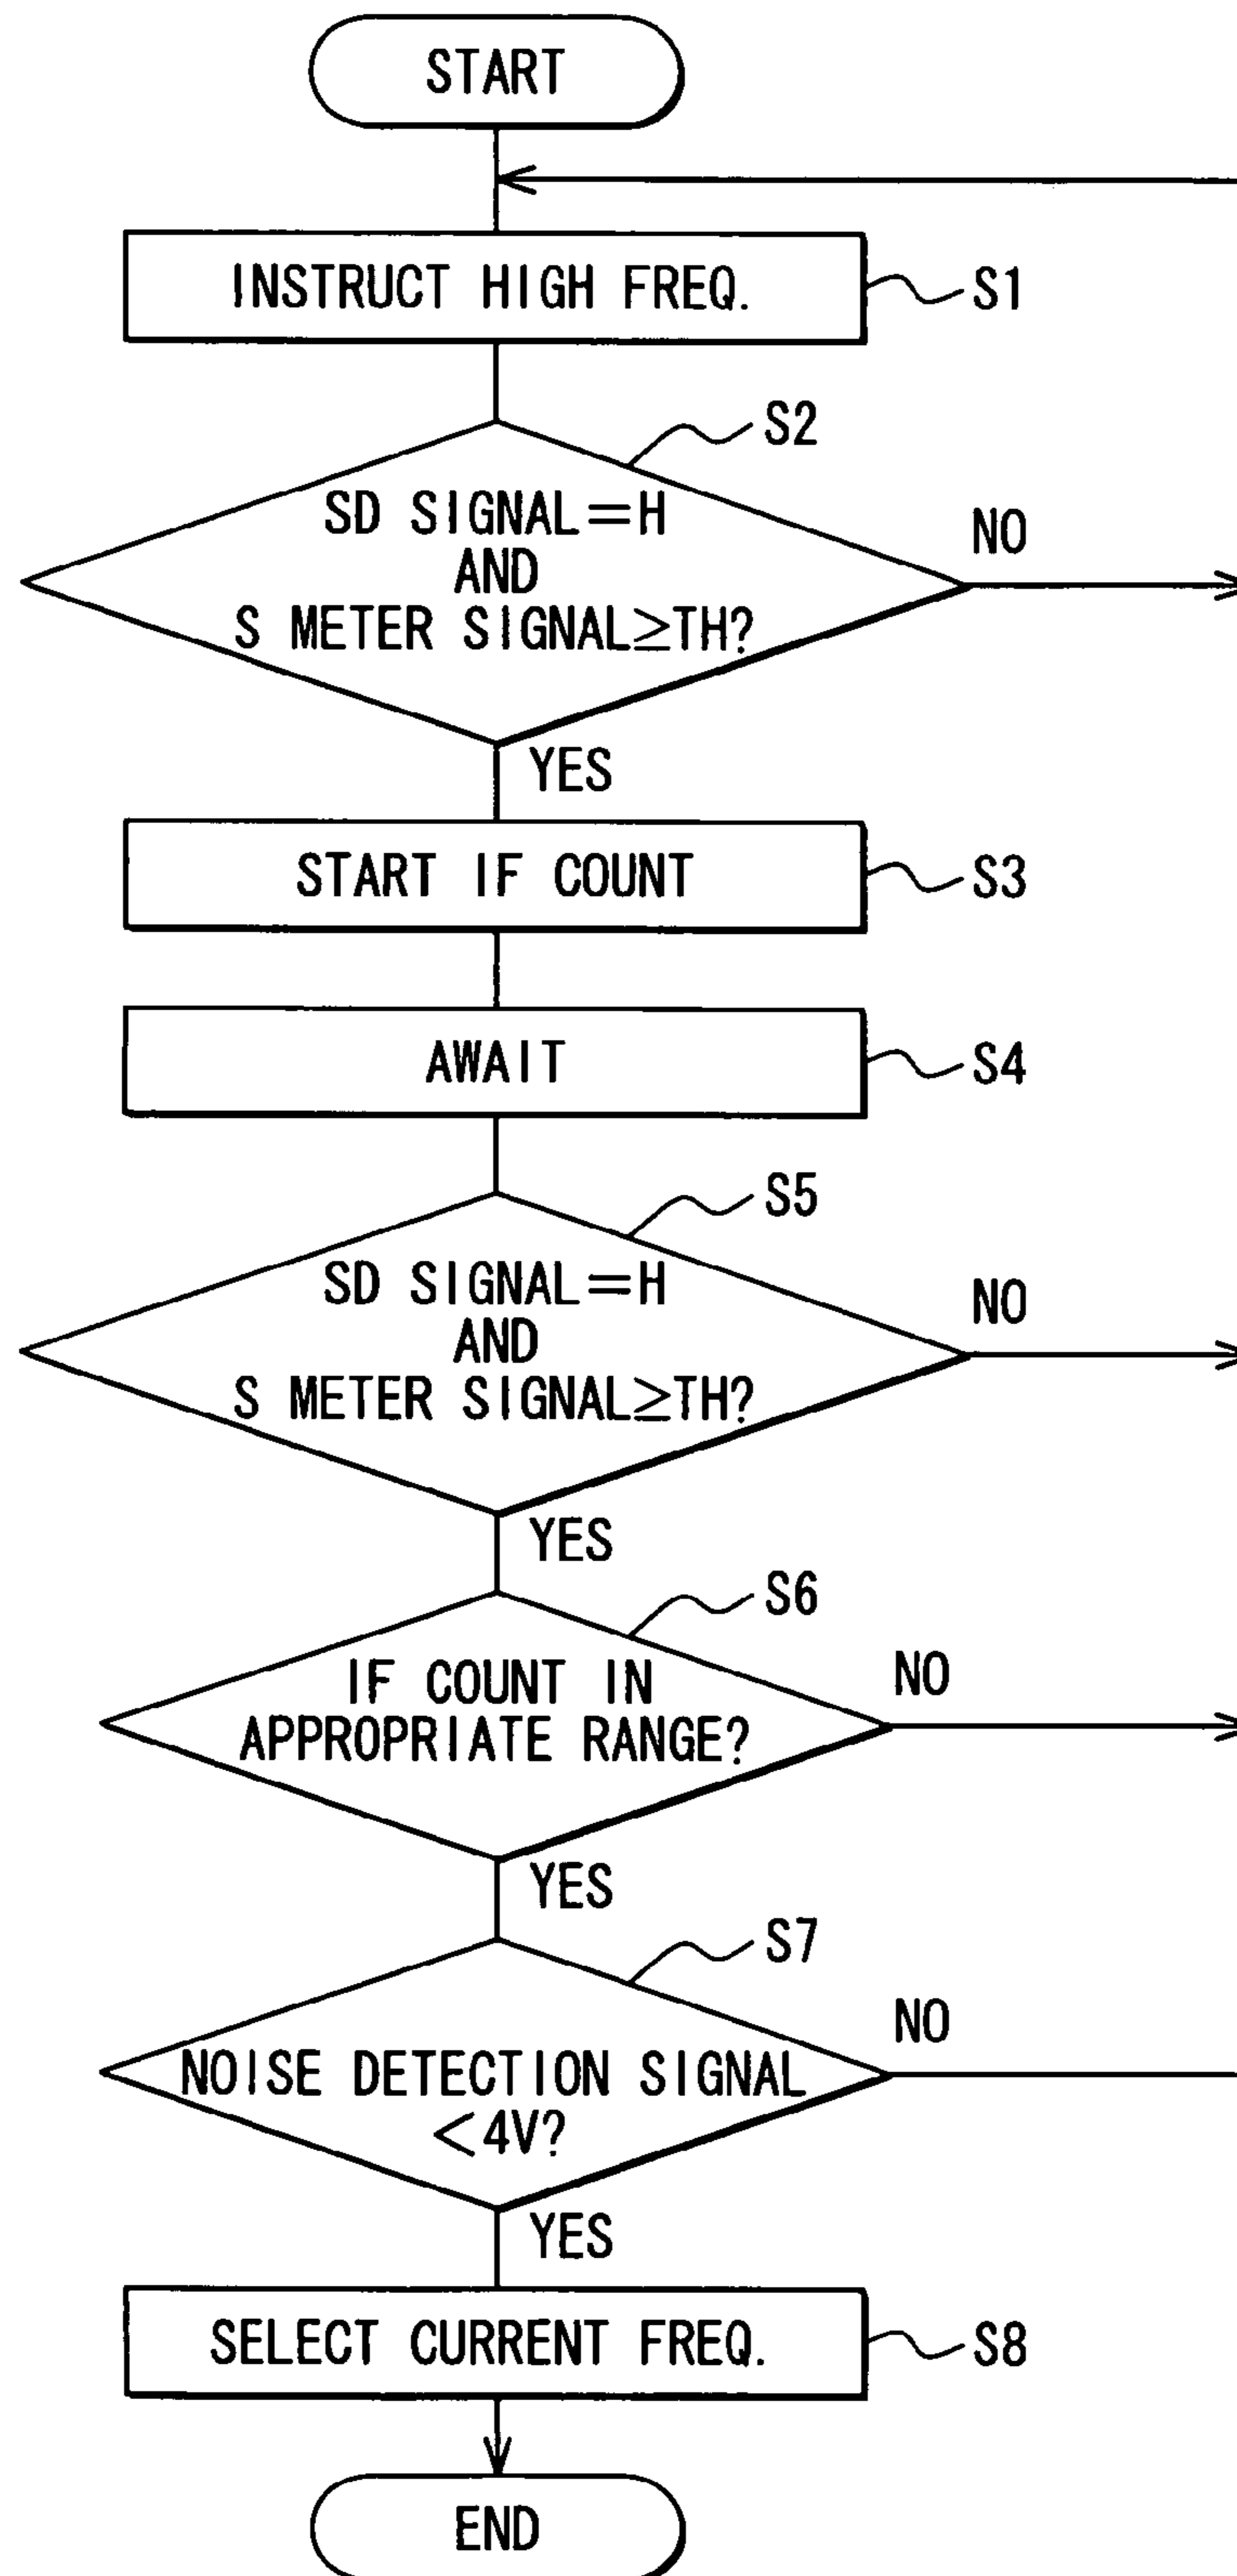 START
INSTRUCT HIGH FREQ.
S1
S2
SD SIGNAL=H
AND
S METER SIGNAL≥TH?
NO
YES
START IF COUNT
S3
AWAIT
S4
S5
SD SIGNAL=H
AND
S METER SIGNAL≥TH?
NO
YES
S6
IF COUNT IN
APPROPRIATE RANGE?
NO
YES
S7
NOISE DETECTION SIGNAL
<4V?
NO
YES
SELECT CURRENT FREQ.
S8
END